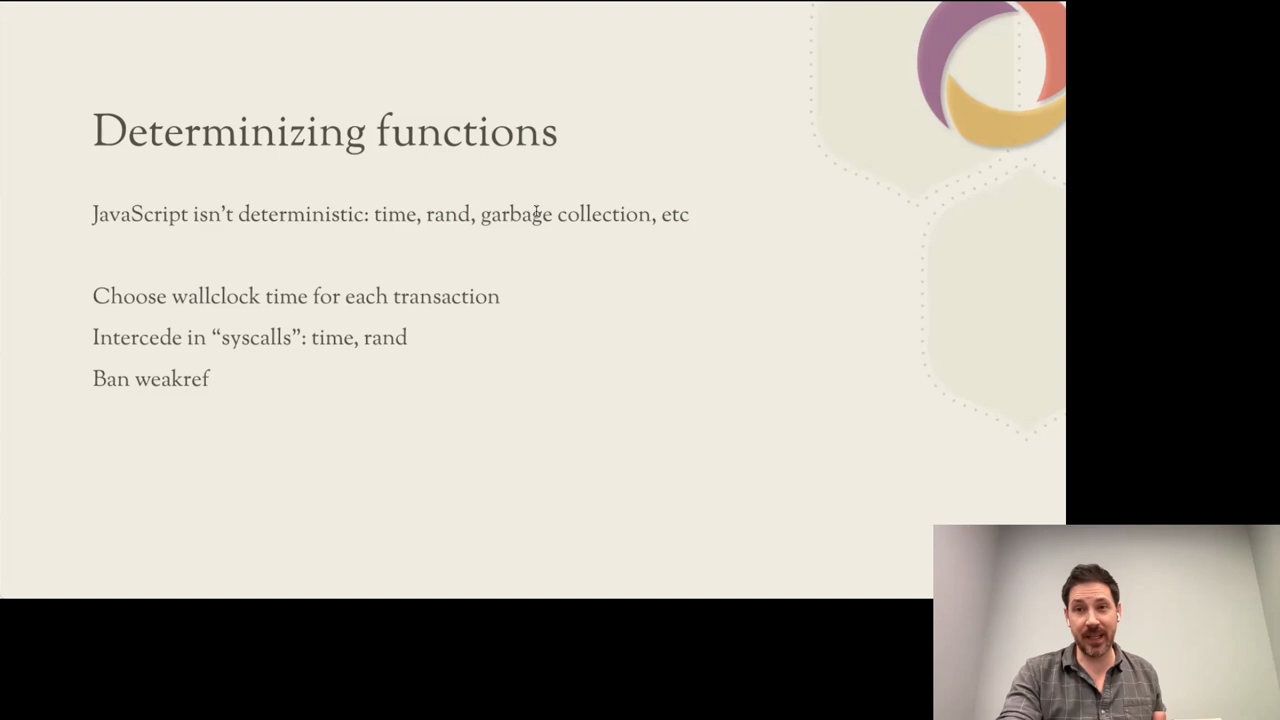 Determinizing functions
JavaScript isn’t deterministic: time, rand, garbage collection, etc
Choose wallclock time for each transaction
Intercede in “syscalls”: time, rand
Ban weakref